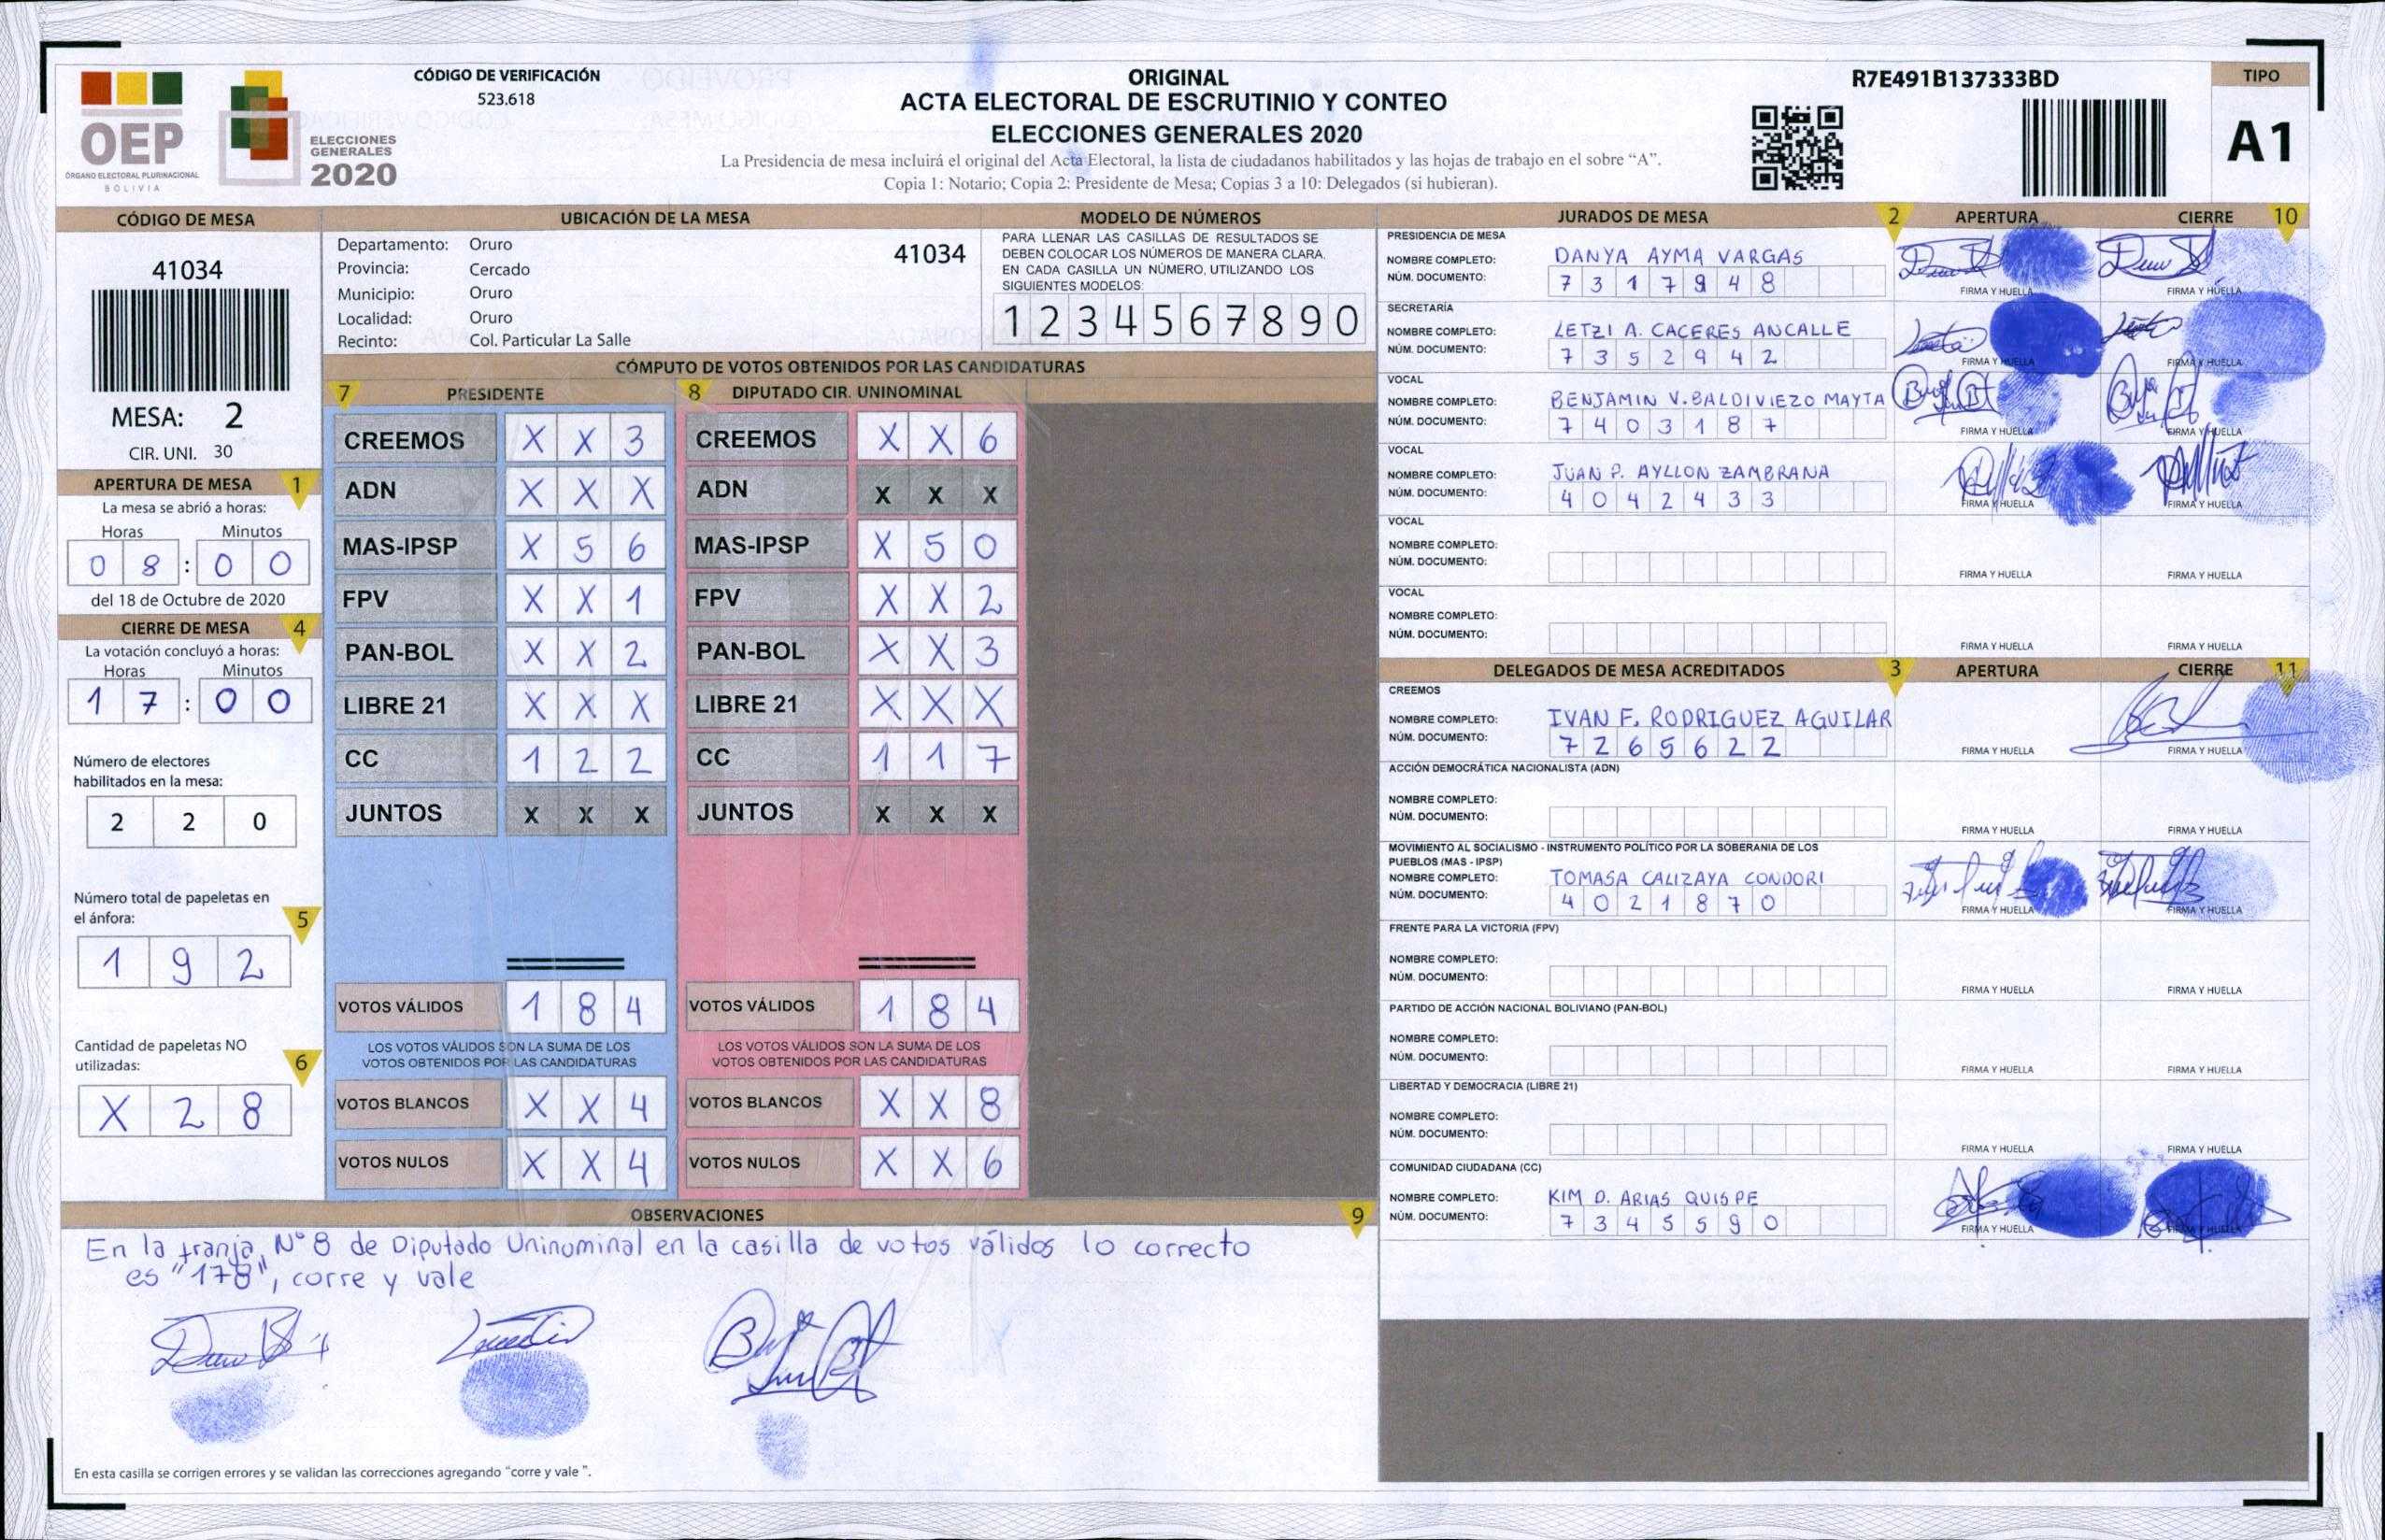 OEP
ÓRGANO ELECTORAL PLURINACIONAL
BOLIVIA
ELECCIONES
GENERALES
2020
CÓDIGO DE VERIFICACIÓN
523.618
ORIGINAL
ACTA ELECTORAL DE ESCRUTINIO Y CONTEO
ELECCIONES GENERALES 2020
La Presidencia de mesa incluirá el original del Acta Electoral, la lista de ciudadanos habilitados y las hojas de trabajo en el sobre “A”.
Copia 1: Notario; Copia 2: Presidente de Mesa; Copias 3 a 10: Delegados (si hubieran).
R7E491B137333BD
TIPO
A1
CÓDIGO DE MESA
41034
MESA: 2
CIR. UNI. 30
UBICACIÓN DE LA MESA
Departamento: Oruro
Provincia: Cercado
Municipio: Oruro
Localidad: Oruro
Recinto: Col. Particular La Salle
41034
MODELO DE NÚMEROS
PARA LLENAR LAS CASILLAS DE RESULTADOS SE
DEBEN COLOCAR LOS NÚMEROS DE MANERA CLARA,
EN CADA CASILLA UN NÚMERO, UTILIZANDO LOS
SIGUIENTES MODELOS:
1 2 3 4 5 6 7 8 9 0
APERTURA DE MESA 1
La mesa se abrió a horas:
Horas Minutos
0 8 : 0 0
del 18 de Octubre de 2020
CIERRE DE MESA 4
La votación concluyó a horas:
Horas Minutos
1 7 : 0 0
Número de electores
habilitados en la mesa:
2 2 0
Número total de papeletas en
el ánfora: 5
1 9 2
Cantidad de papeletas NO
utilizadas: 6
X 2 8
CÓMPUTO DE VOTOS OBTENIDOS POR LAS CANDIDATURAS
7 PRESIDENTE
CREEMOS X X 3
ADN X X X
MAS-IPSP X 5 6
FPV X X 1
PAN-BOL X X 2
LIBRE 21 X X X
CC 1 2 2
JUNTOS X X X
VOTOS VÁLIDOS 1 8 4
LOS VOTOS VÁLIDOS SON LA SUMA DE LOS
VOTOS OBTENIDOS POR LAS CANDIDATURAS
VOTOS BLANCOS X X 4
VOTOS NULOS X X 4
8 DIPUTADO CIR. UNINOMINAL
CREEMOS X X 6
ADN X X X
MAS-IPSP X 5 0
FPV X X 2
PAN-BOL X X 3
LIBRE 21 X X X
CC 1 1 7
JUNTOS X X X
VOTOS VÁLIDOS 1 8 4
LOS VOTOS VÁLIDOS SON LA SUMA DE LOS
VOTOS OBTENIDOS POR LAS CANDIDATURAS
VOTOS BLANCOS X X 8
VOTOS NULOS X X 6
OBSERVACIONES 9
En la franja N° 8 de Diputado Uninominal en la casilla de votos válidos lo correcto
es "178", corre y vale
En esta casilla se corrigen errores y se validan las correcciones agregando “corre y vale ”.
JURADOS DE MESA 2 APERTURA CIERRE 10
PRESIDENCIA DE MESA
NOMBRE COMPLETO: DANYA AYMA VARGAS
NÚM. DOCUMENTO: 7 3 1 7 9 4 8
FIRMA Y HUELLA FIRMA Y HUELLA
SECRETARÍA
NOMBRE COMPLETO: LETZI A. CACERES ANCALLE
NÚM. DOCUMENTO: 7 3 5 2 9 4 2
FIRMA Y HUELLA FIRMA Y HUELLA
VOCAL
NOMBRE COMPLETO: BENJAMIN V. BALDIVIEZO MAYTA
NÚM. DOCUMENTO: 7 4 0 3 1 8 7
FIRMA Y HUELLA FIRMA Y HUELLA
VOCAL
NOMBRE COMPLETO: JUAN P. AYLLON ZAMBRANA
NÚM. DOCUMENTO: 4 0 4 2 4 3 3
FIRMA Y HUELLA FIRMA Y HUELLA
VOCAL
NOMBRE COMPLETO:
NÚM. DOCUMENTO:
FIRMA Y HUELLA FIRMA Y HUELLA
VOCAL
NOMBRE COMPLETO:
NÚM. DOCUMENTO:
FIRMA Y HUELLA FIRMA Y HUELLA
DELEGADOS DE MESA ACREDITADOS 3 APERTURA CIERRE 11
CREEMOS
NOMBRE COMPLETO: IVAN F. RODRIGUEZ AGUILAR
NÚM. DOCUMENTO: 7 2 6 5 6 2 2
FIRMA Y HUELLA FIRMA Y HUELLA
ACCIÓN DEMOCRÁTICA NACIONALISTA (ADN)
NOMBRE COMPLETO:
NÚM. DOCUMENTO:
FIRMA Y HUELLA FIRMA Y HUELLA
MOVIMIENTO AL SOCIALISMO - INSTRUMENTO POLÍTICO POR LA SOBERANIA DE LOS
PUEBLOS (MAS - IPSP)
NOMBRE COMPLETO: TOMASA CALIZAYA CONDORI
NÚM. DOCUMENTO: 4 0 2 1 8 7 0
FIRMA Y HUELLA FIRMA Y HUELLA
FRENTE PARA LA VICTORIA (FPV)
NOMBRE COMPLETO:
NÚM. DOCUMENTO:
FIRMA Y HUELLA FIRMA Y HUELLA
PARTIDO DE ACCIÓN NACIONAL BOLIVIANO (PAN-BOL)
NOMBRE COMPLETO:
NÚM. DOCUMENTO:
FIRMA Y HUELLA FIRMA Y HUELLA
LIBERTAD Y DEMOCRACIA (LIBRE 21)
NOMBRE COMPLETO:
NÚM. DOCUMENTO:
FIRMA Y HUELLA FIRMA Y HUELLA
COMUNIDAD CIUDADANA (CC)
NOMBRE COMPLETO: KIM D. ARIAS QUISPE
NÚM. DOCUMENTO: 7 3 4 5 5 9 0
FIRMA Y HUELLA FIRMA Y HUELLA